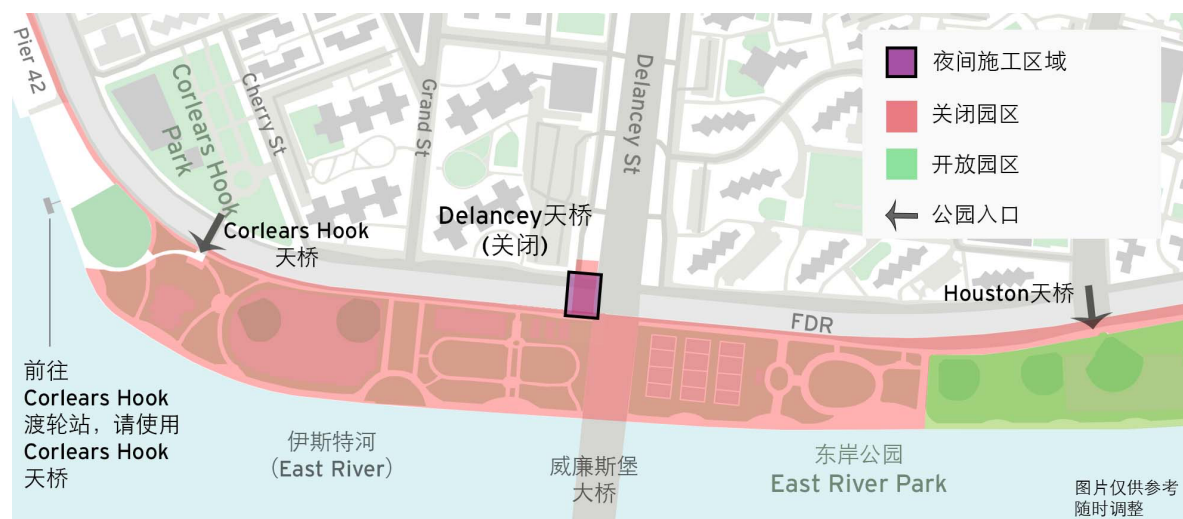 Pier 42
Corlears Hook
Park
Cherry St
Grand St
Delancey St
夜间施工区域
关闭园区
开放园区
公园入口
Corlears Hook
天桥
Delancey天桥
(关闭)
Houston天桥
FDR
前往
Corlears Hook
渡轮站，请使用
Corlears Hook
天桥
伊斯特河
（East River）
威廉斯堡
大桥
东岸公园
East River Park
图片仅供参考
随时调整